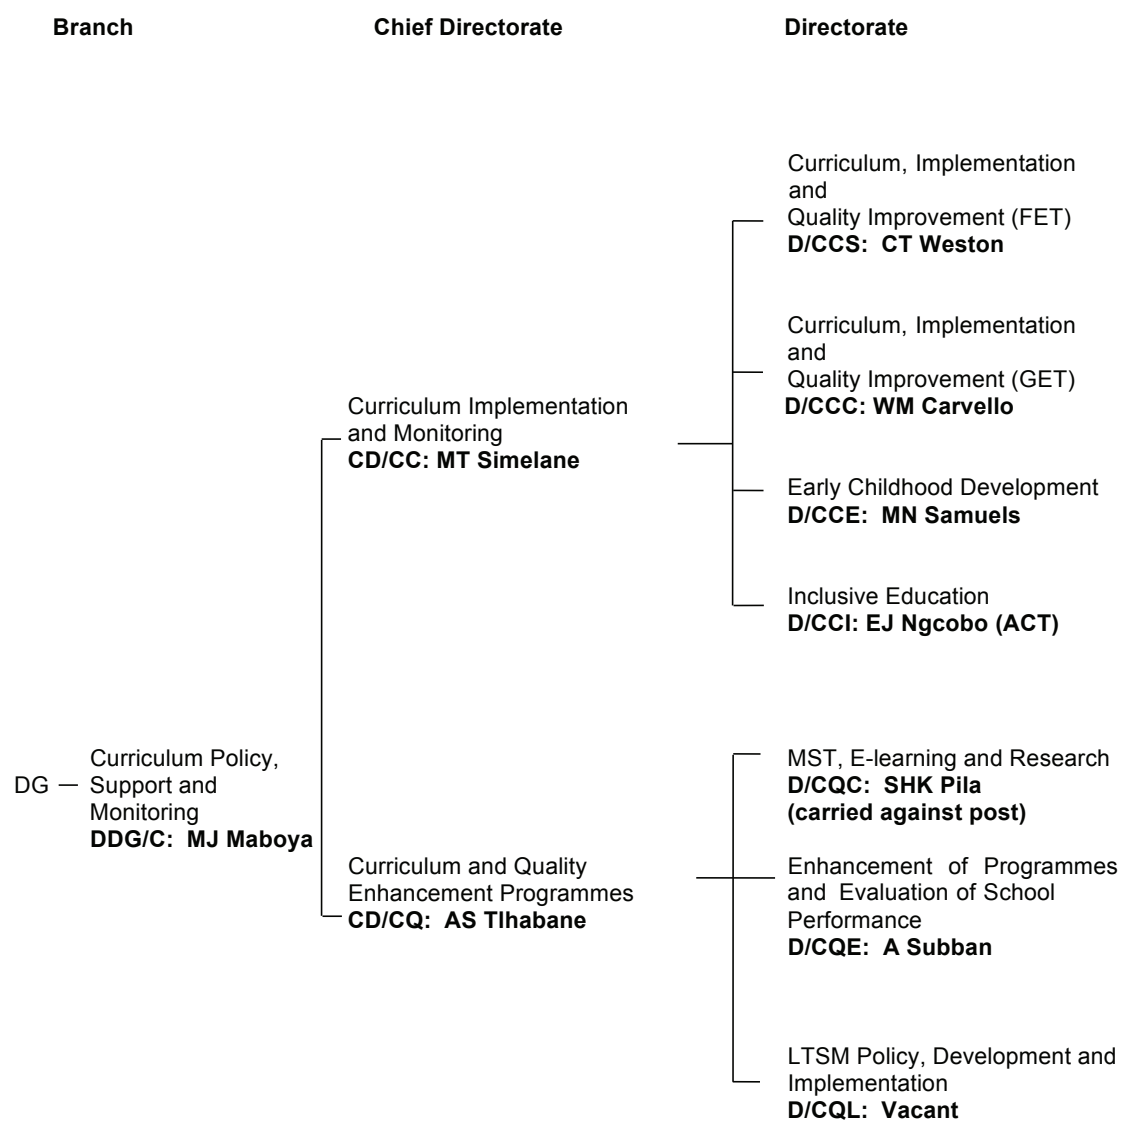 Branch
Chief Directorate
Directorate
Curriculum, Implementation
and
Quality Improvement (FET)
D/CCS: CT Weston
Curriculum, Implementation
and
Quality Improvement (GET)
D/CCC: WM Carvello
Curriculum Implementation
and Monitoring
CD/CC: MT Simelane
Early Childhood Development
D/CCE: MN Samuels
Inclusive Education
D/CCI: EJ Ngcobo (ACT)
DG
Curriculum Policy,
Support and
Monitoring
DDG/C: MJ Maboya
MST, E-learning and Research
D/CQC: SHK Pila
(carried against post)
Curriculum and Quality
Enhancement Programmes
CD/CQ: AS Tlhabane
Enhancement of Programmes
and Evaluation of School
Performance
D/CQE: A Subban
LTSM Policy, Development and
Implementation
D/CQL: Vacant